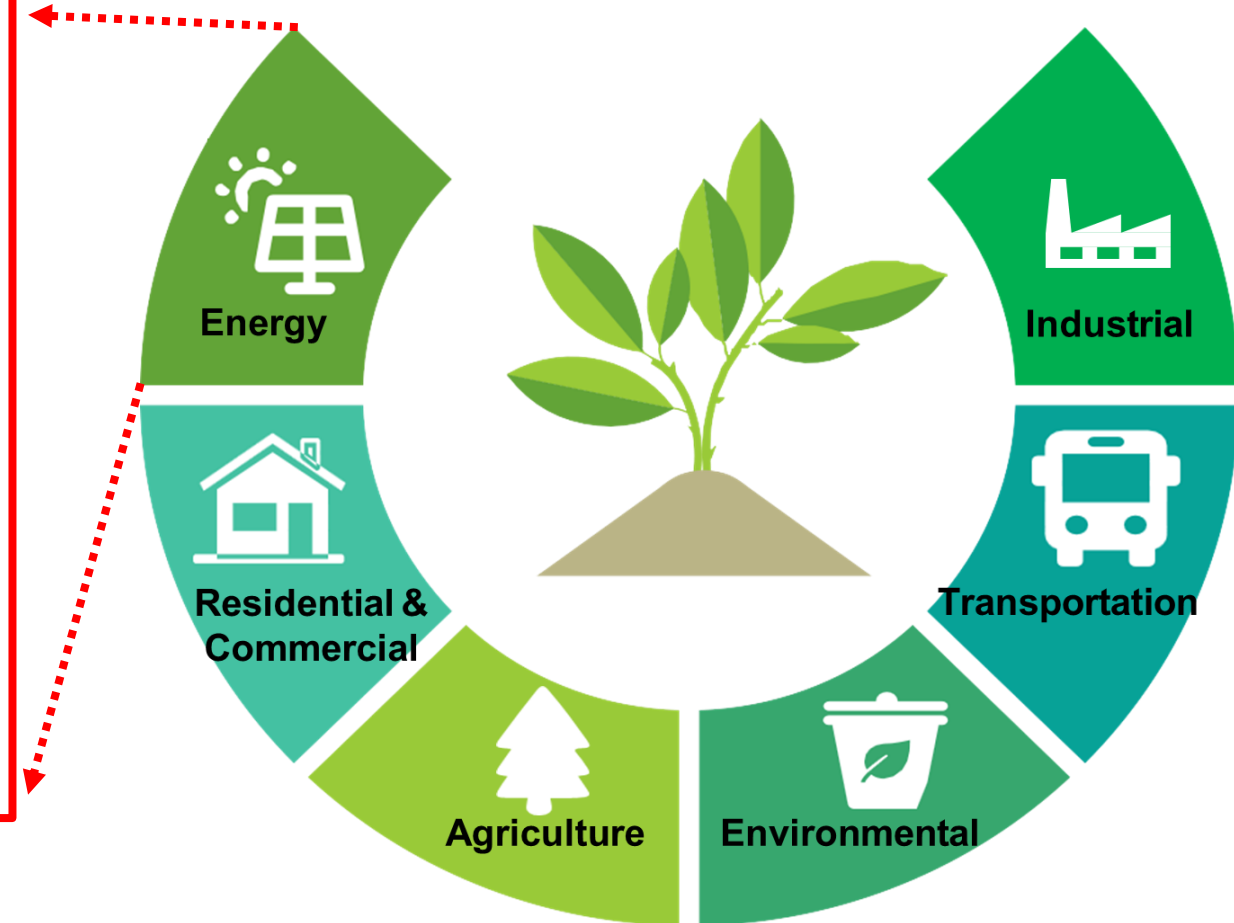 Energy
Industrial
Residential &
Commercial
Transportation
Agriculture
Environmental